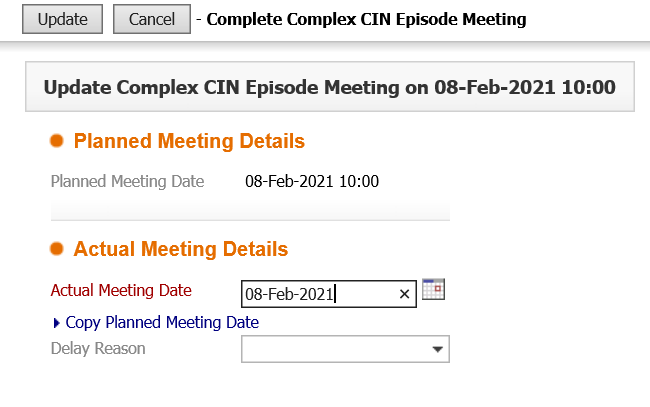 Update Cancel - Complete Complex CIN Episode Meeting
Update Complex CIN Episode Meeting on 08-Feb-2021 10:00
Planned Meeting Details
Planned Meeting Date 08-Feb-2021 10:00
Actual Meeting Details
Actual Meeting Date 08-Feb-2021
Copy Planned Meeting Date
Delay Reason